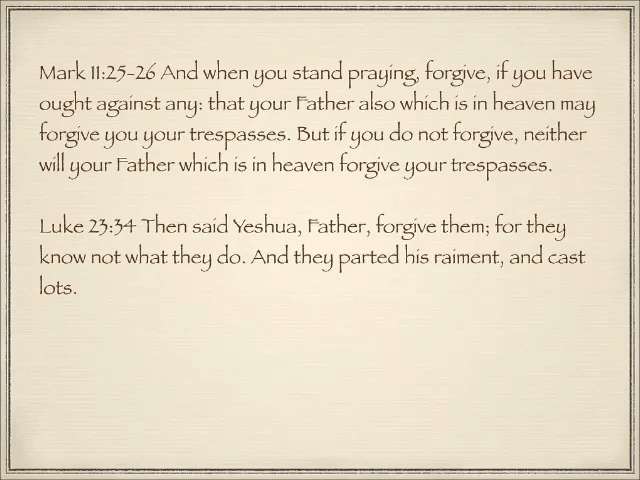 Mark 11:25-26 And when you stand praying, forgive, if you have
ought against any: that your Father also which is in heaven may
forgive you your trespasses. But if you do not forgive, neither
will your Father which is in heaven forgive your trespasses.
Luke 23:34 Then said Yeshua, Father, forgive them; for they
know not what they do. And they parted his raiment, and cast
lots.